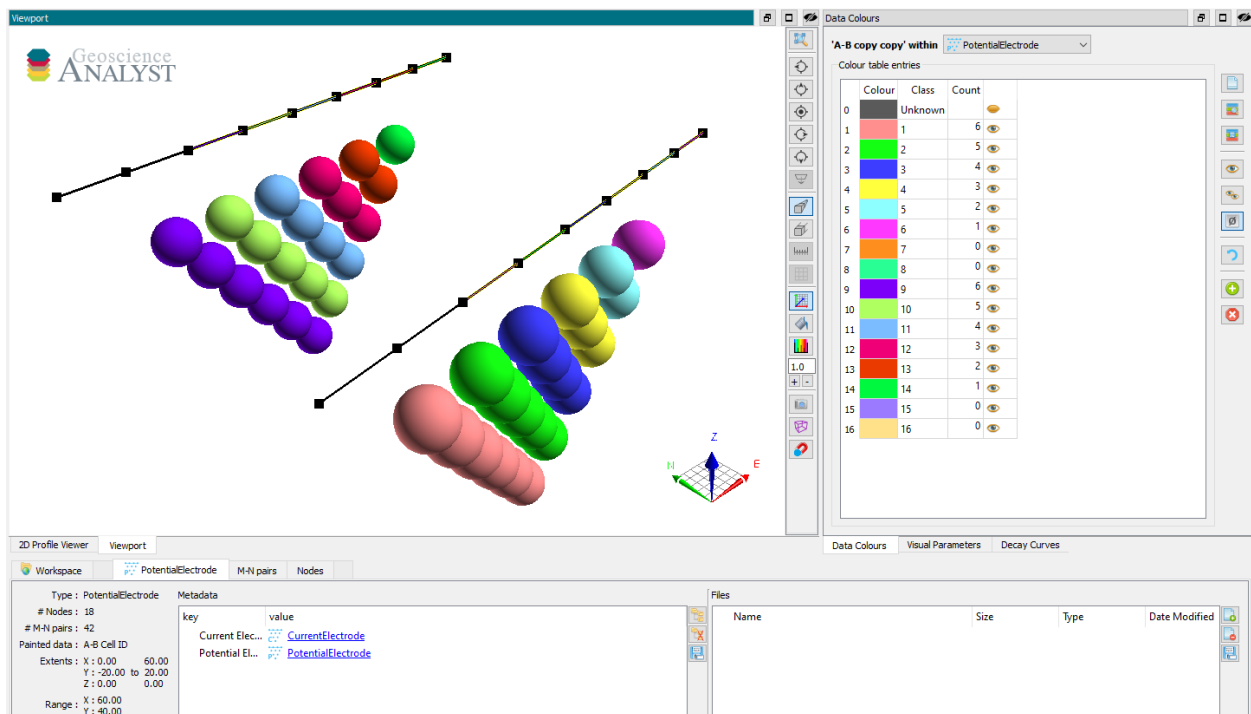 Viewport
Geoscience
ANALYST
N
Z
E
1.0
+ -
2D Profile Viewer Viewport
Data Colours
'A-B copy copy' within PotentialElectrode
Colour table entries
Colour Class Count
0 Unknown
1 1 6
2 2 5
3 3 4
4 4 3
5 5 2
6 6 1
7 7 0
8 8 0
9 9 6
10 10 5
11 11 4
12 12 3
13 13 2
14 14 1
15 15 0
16 16 0
Data Colours Visual Parameters Decay Curves
Workspace PotentialElectrode M-N pairs Nodes
Type : PotentialElectrode
# Nodes : 18
# M-N pairs : 42
Painted data : A-B Cell ID
Extents : X : 0.00 60.00
Y : -20.00 to 20.00
Z : 0.00 0.00
Range : X : 60.00
Y : 40.00
Metadata
key value
Current Elec... CurrentElectrode
Potential El... PotentialElectrode
Files
Name Size Type Date Modified